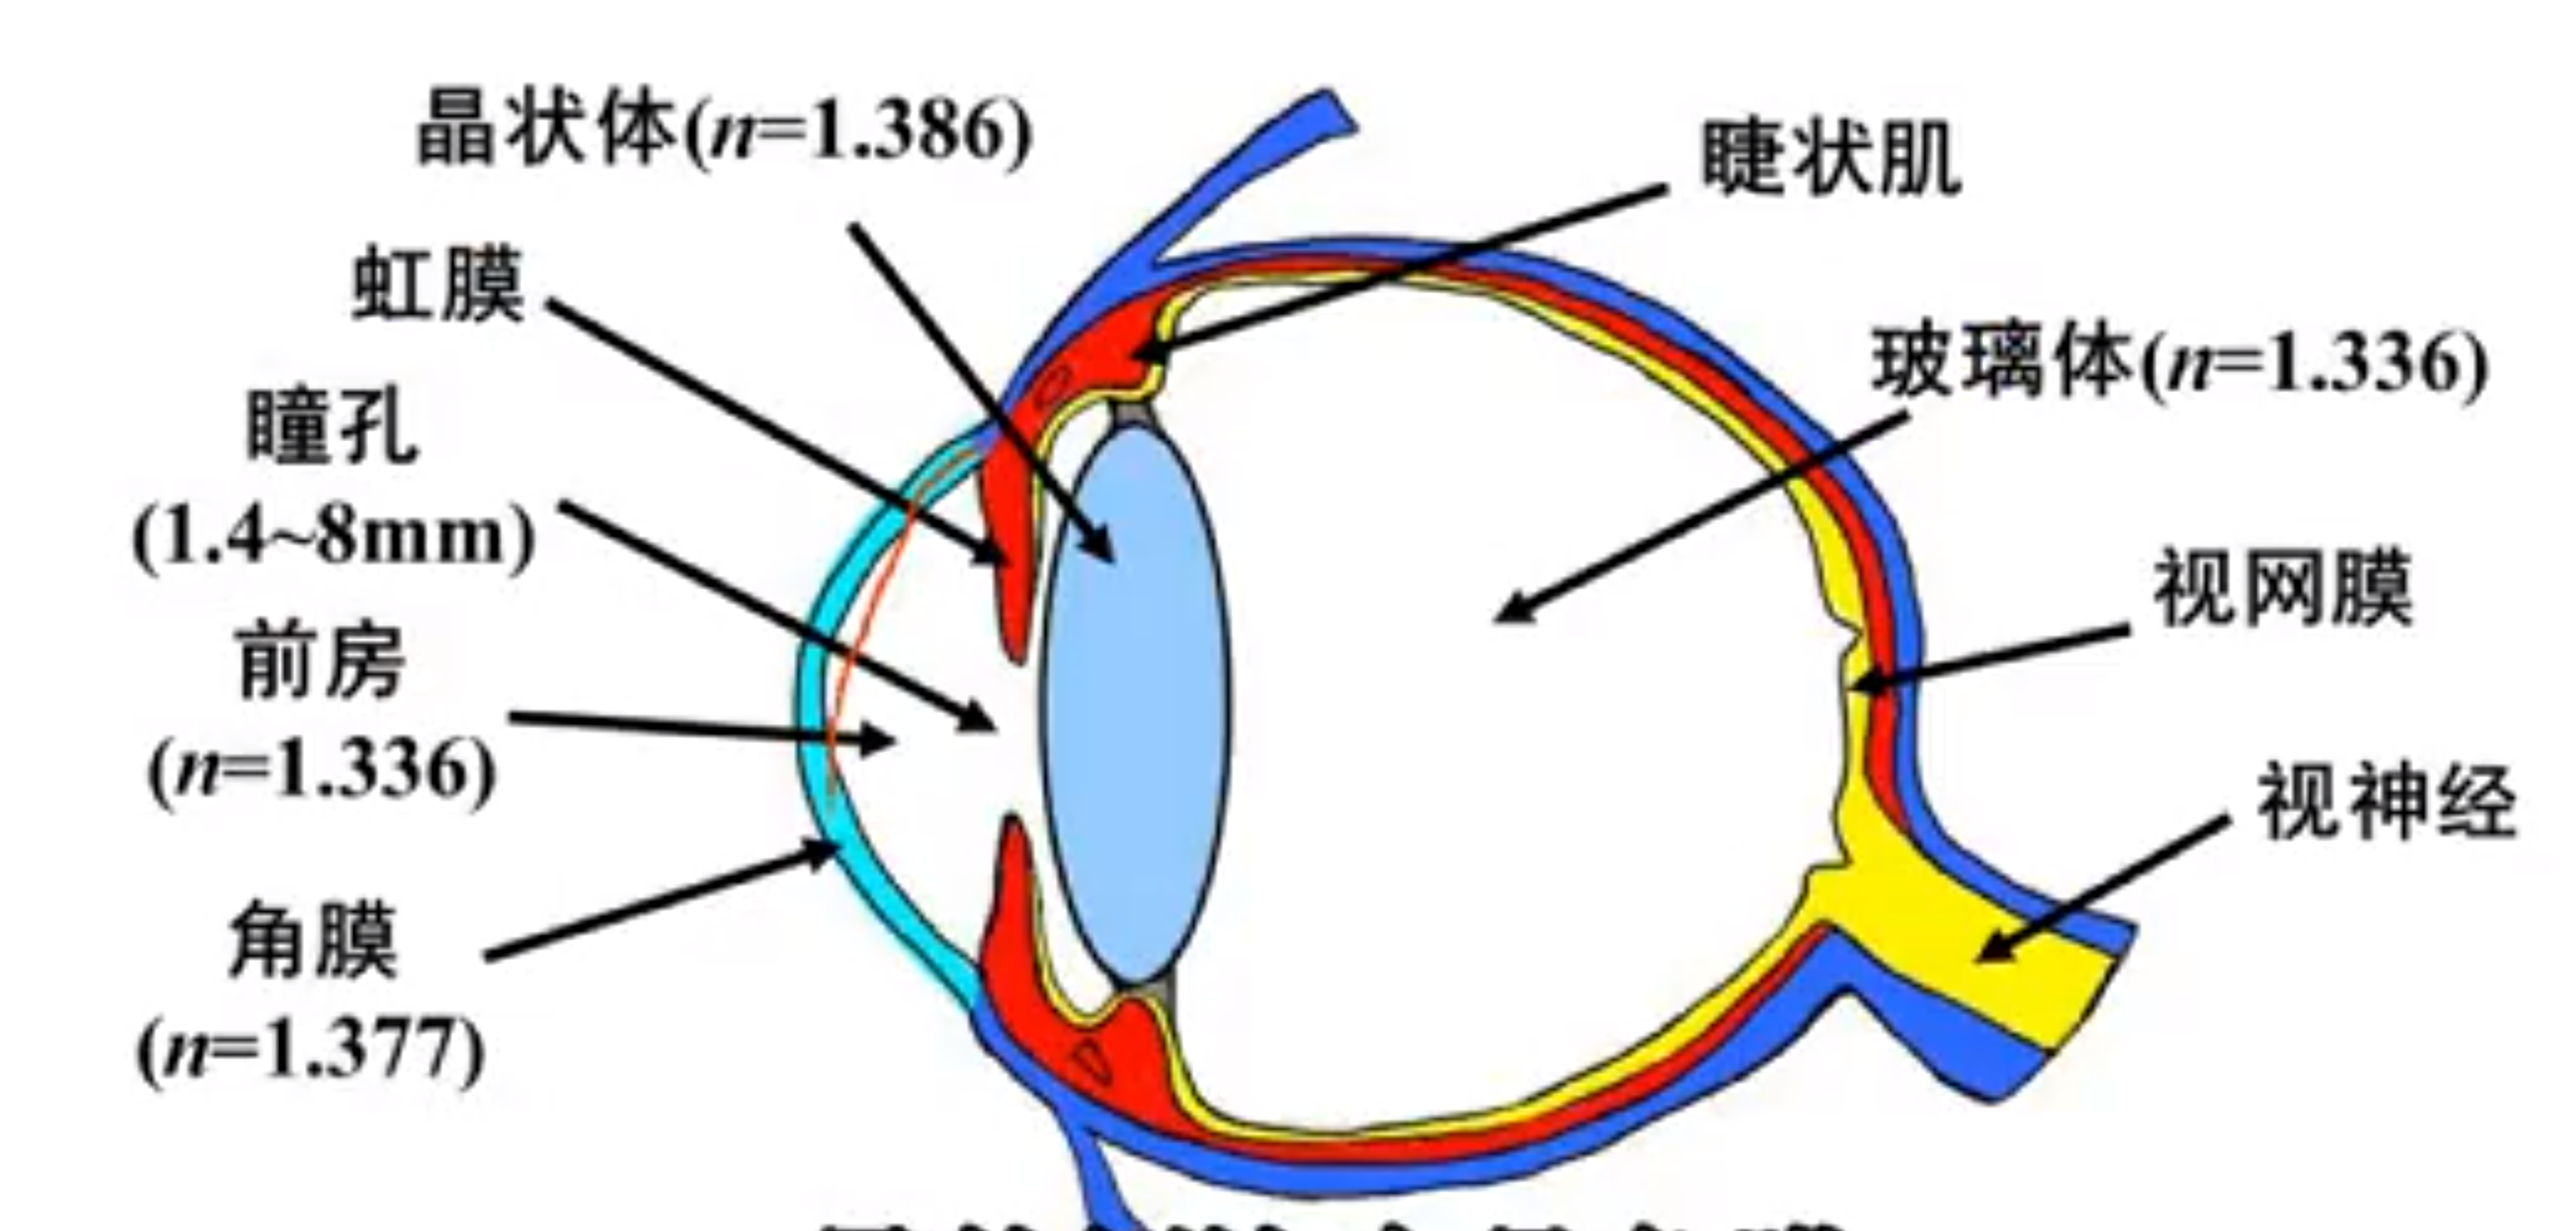 晶状体(n=1.386)
睫状肌
虹膜
玻璃体(n=1.336)
瞳孔
(1.4~8mm)
视网膜
前房
(n=1.336)
视神经
角膜
(n=1.377)